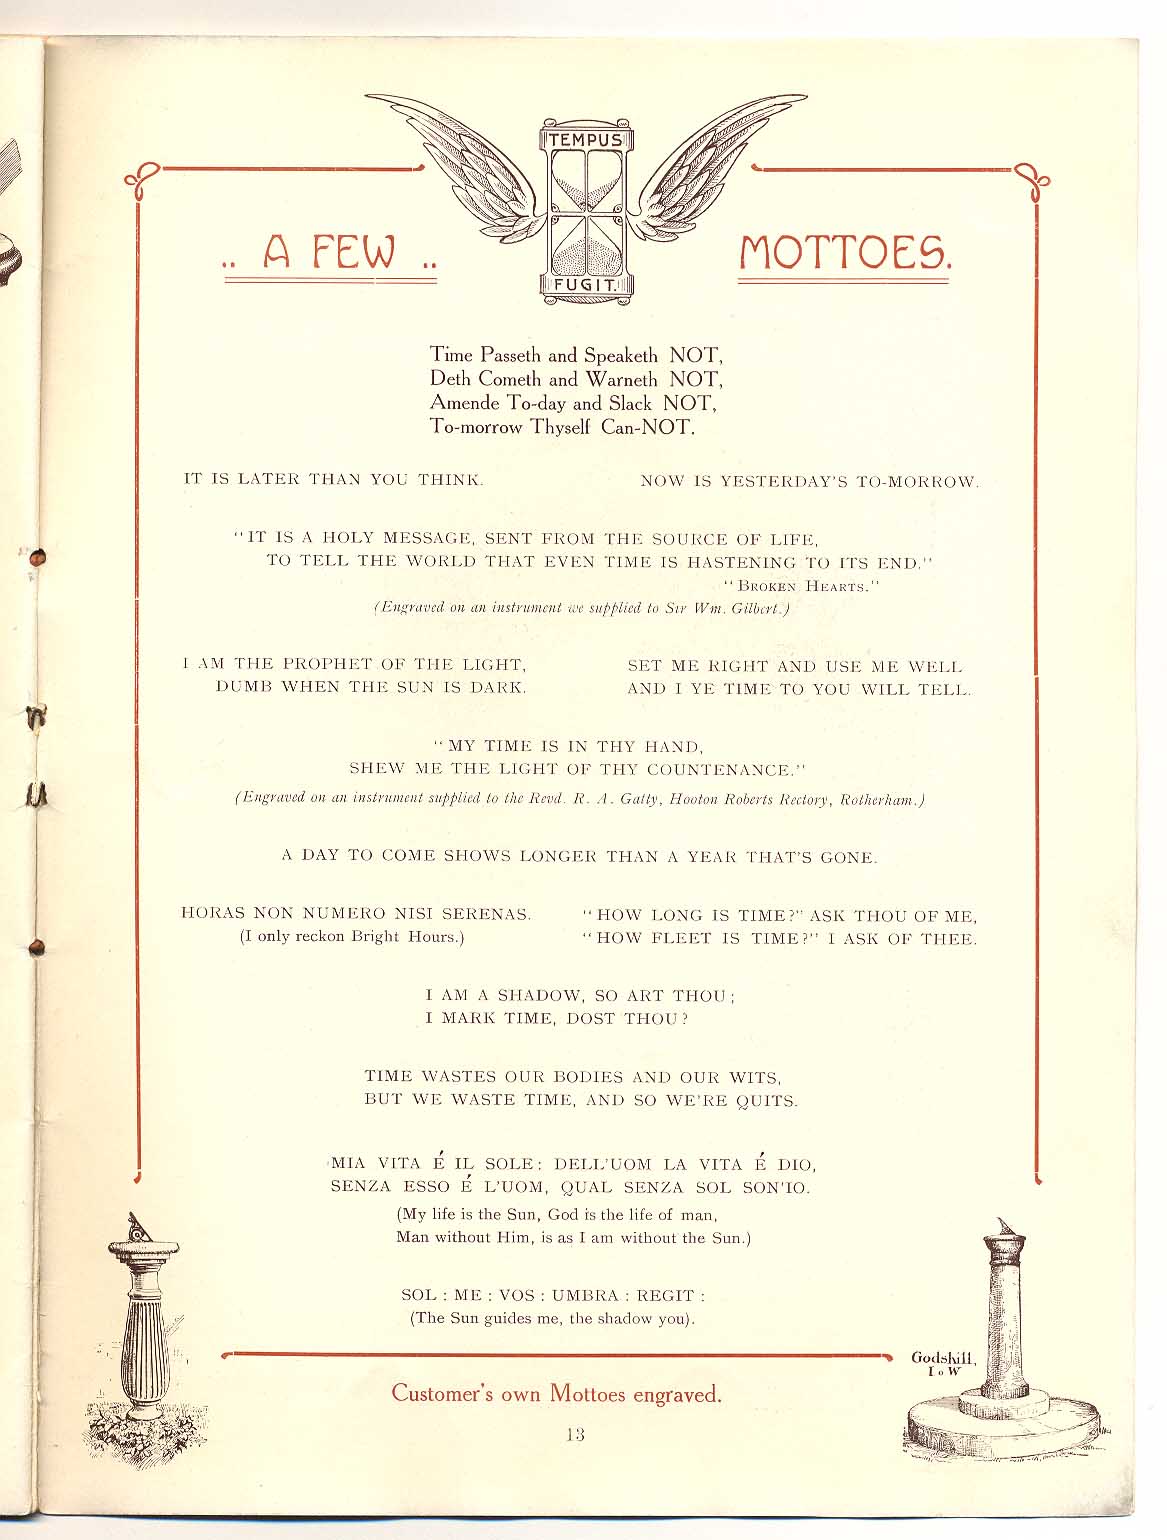 TEMPUS
FUGIT.
.. A FEW ..
MOTTOES.
Time Passeth and Speaketh NOT,
Deth Cometh and Warneth NOT,
Amende To-day and Slack NOT,
To-morrow Thyself Can-NOT.
IT IS LATER THAN YOU THINK.
NOW IS YESTERDAY'S TO-MORROW.
"IT IS A HOLY MESSAGE, SENT FROM THE SOURCE OF LIFE,
TO TELL THE WORLD THAT EVEN TIME IS HASTENING TO ITS END."
"BROKEN HEARTS."
(Engraved on an instrument we supplied to Sir Wm. Gilbert.)
I AM THE PROPHET OF THE LIGHT,
DUMB WHEN THE SUN IS DARK.
SET ME RIGHT AND USE ME WELL
AND I YE TIME TO YOU WILL TELL.
"MY TIME IS IN THY HAND,
SHEW ME THE LIGHT OF THY COUNTENANCE."
(Engraved on an instrument supplied to the Revd. R. A. Gatty, Hooton Roberts Rectory, Rotherham.)
A DAY TO COME SHOWS LONGER THAN A YEAR THAT'S GONE.
HORAS NON NUMERO NISI SERENAS.
(I only reckon Bright Hours.)
"HOW LONG IS TIME?" ASK THOU OF ME,
"HOW FLEET IS TIME?" I ASK OF THEE.
I AM A SHADOW, SO ART THOU;
I MARK TIME, DOST THOU?
TIME WASTES OUR BODIES AND OUR WITS,
BUT WE WASTE TIME, AND SO WE'RE QUITS.
MIA VITA É IL SOLE: DELL'UOM LA VITA É DIO,
SENZA ESSO É L'UOM, QUAL SENZA SOL SON'IO.
(My life is the Sun, God is the life of man,
Man without Him, is as I am without the Sun.)
SOL : ME : VOS : UMBRA : REGIT :
(The Sun guides me, the shadow you).
Godshill,
I o W
Customer's own Mottoes engraved.
13